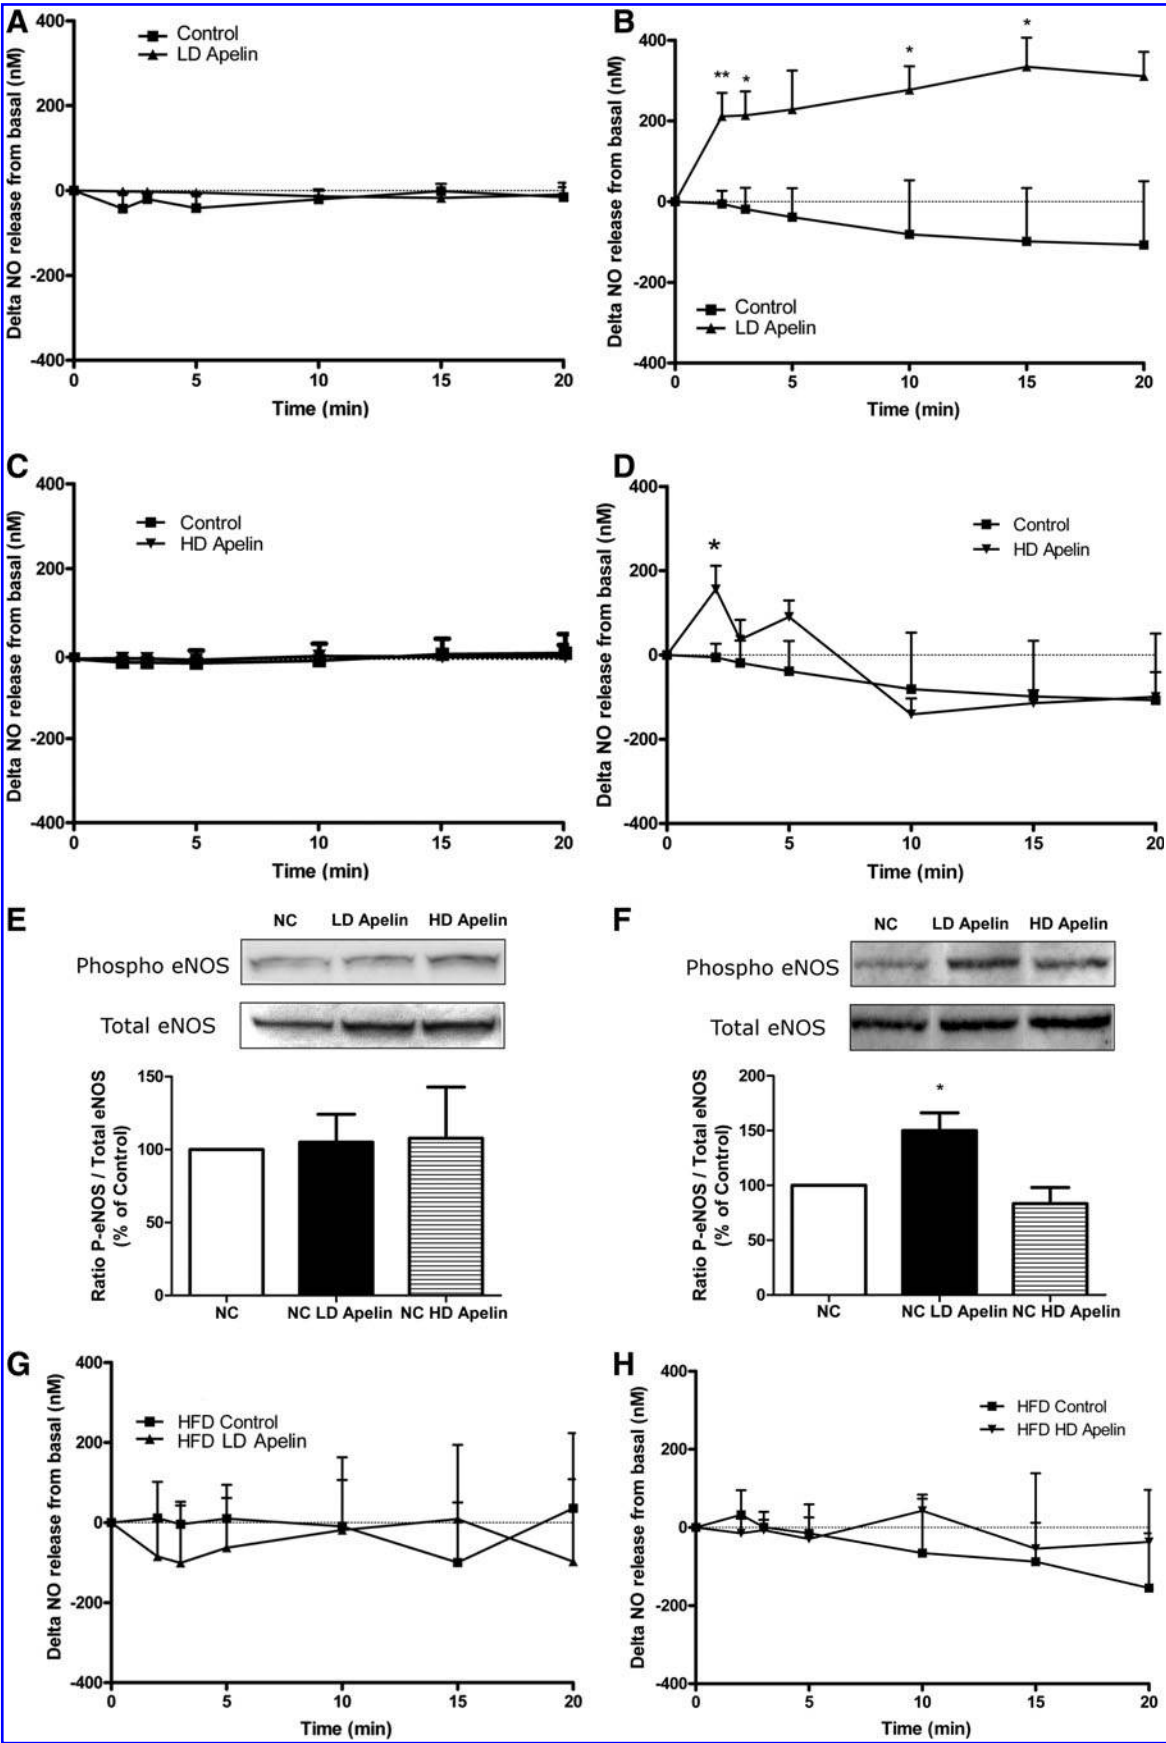 A
Delta NO release from basal (nM)
400
200
0
-200
-400
Control
LD Apelin
0 5 10 15 20
Time (min)
B
Delta NO release from basal (nM)
400
200
0
-200
-400
** * * *
Control
LD Apelin
0 5 10 15 20
Time (min)
C
Delta NO release from basal (nM)
400
200
0
-200
-400
Control
HD Apelin
0 5 10 15 20
Time (min)
D
Delta NO release from basal (nM)
400
200
0
-200
-400
*
Control
HD Apelin
0 5 10 15 20
Time (min)
E
NC LD Apelin HD Apelin
Phospho eNOS
Total eNOS
Ratio P-eNOS / Total eNOS
(% of Control)
150
100
50
0
NC NC LD Apelin NC HD Apelin
F
NC LD Apelin HD Apelin
Phospho eNOS
Total eNOS
Ratio P-eNOS / Total eNOS
(% of Control)
200
150
100
50
0
*
NC NC LD Apelin NC HD Apelin
G
Delta NO release from basal (nM)
400
200
0
-200
-400
HFD Control
HFD LD Apelin
0 5 10 15 20
Time (min)
H
Delta NO release from basal (nM)
400
200
0
-200
-400
HFD Control
HFD HD Apelin
0 5 10 15 20
Time (min)